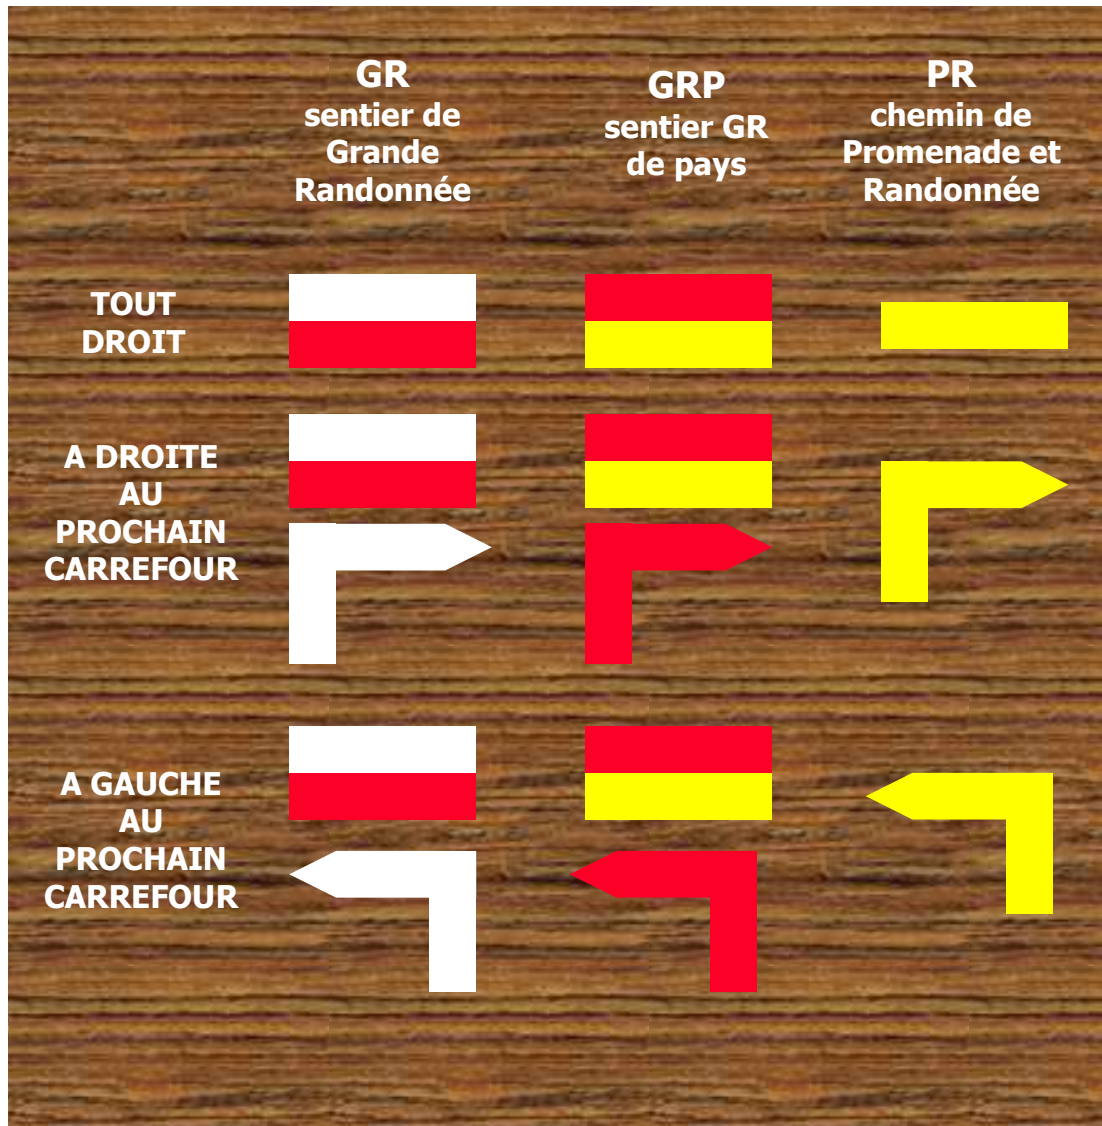 GR
sentier de
Grande
Randonnée
GRP
sentier GR
de pays
PR
chemin de
Promenade et
Randonnée
TOUT
DROIT
A DROITE
AU
PROCHAIN
CARREFOUR
A GAUCHE
AU
PROCHAIN
CARREFOUR